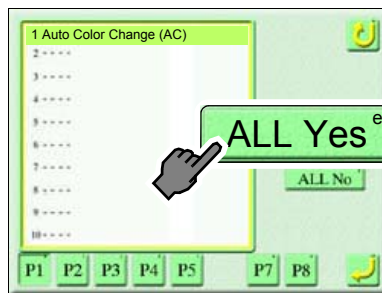 1 Auto Color Change (AC)
2 ----
3 ----
4 ----
5 ----
6 ----
7 ----
8 ----
9 ----
10 ----
ALL Yes e
ALL No
P1 P2 P3 P4 P5 P7 P8